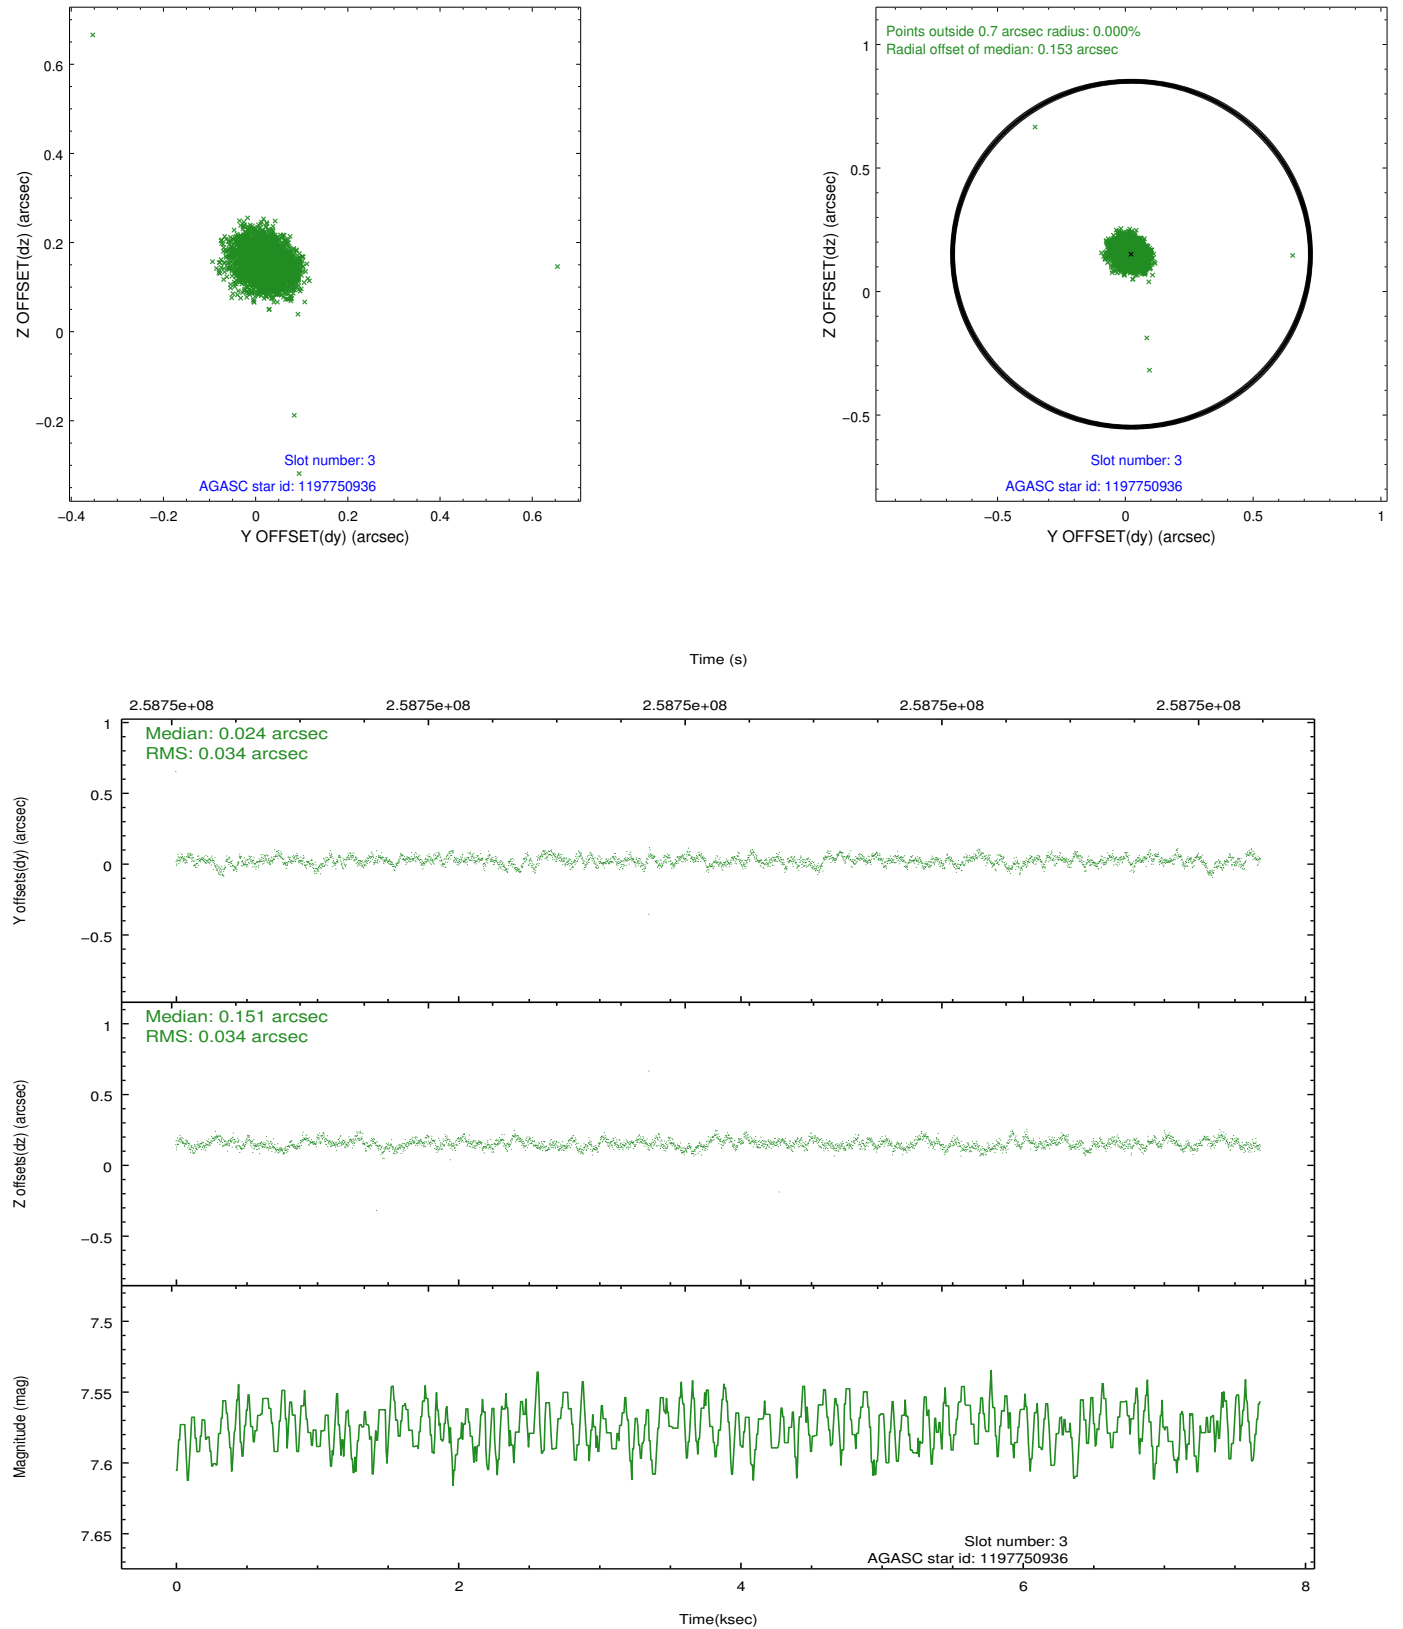 0.6
0.4
0.2
0
−0.2
Z OFFSET(dz) (arcsec)
Slot number: 3
AGASC star id: 1197750936
−0.4 −0.2 0 0.2 0.4 0.6
Y OFFSET(dy) (arcsec)
Points outside 0.7 arcsec radius: 0.000%
Radial offset of median: 0.153 arcsec
1
0.5
0
−0.5
Z OFFSET(dz) (arcsec)
Slot number: 3
AGASC star id: 1197750936
−0.5 0 0.5 1
Y OFFSET(dy) (arcsec)
Time (s)
2.5875e+08 2.5875e+08 2.5875e+08 2.5875e+08 2.5875e+08
Median: 0.024 arcsec
RMS: 0.034 arcsec
1
0.5
0
−0.5
Y offsets(dy) (arcsec)
Median: 0.151 arcsec
RMS: 0.034 arcsec
1
0.5
0
−0.5
Z offsets(dz) (arcsec)
7.5
7.55
7.6
7.65
Magnitude (mag)
Slot number: 3
AGASC star id: 1197750936
0 2 4 6 8
Time(ksec)